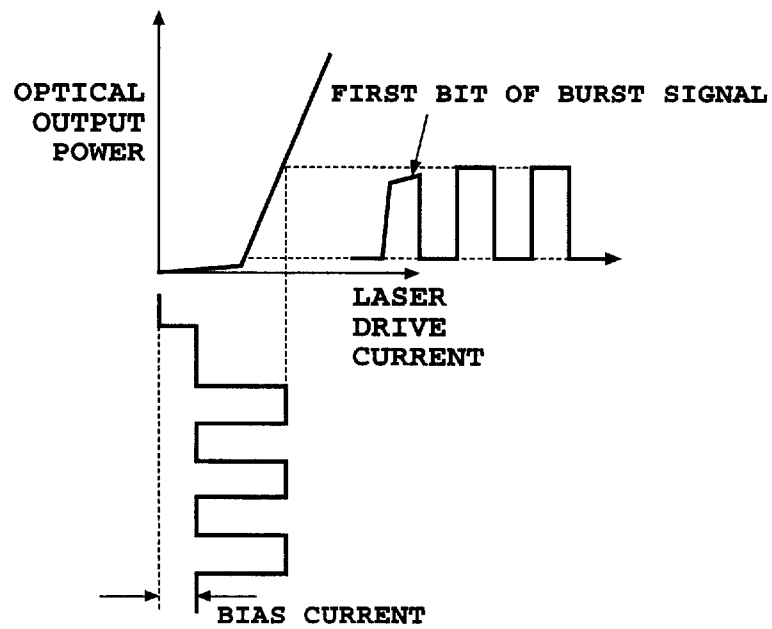 OPTICAL
OUTPUT
POWER
FIRST BIT OF BURST SIGNAL
LASER
DRIVE
CURRENT
BIAS CURRENT